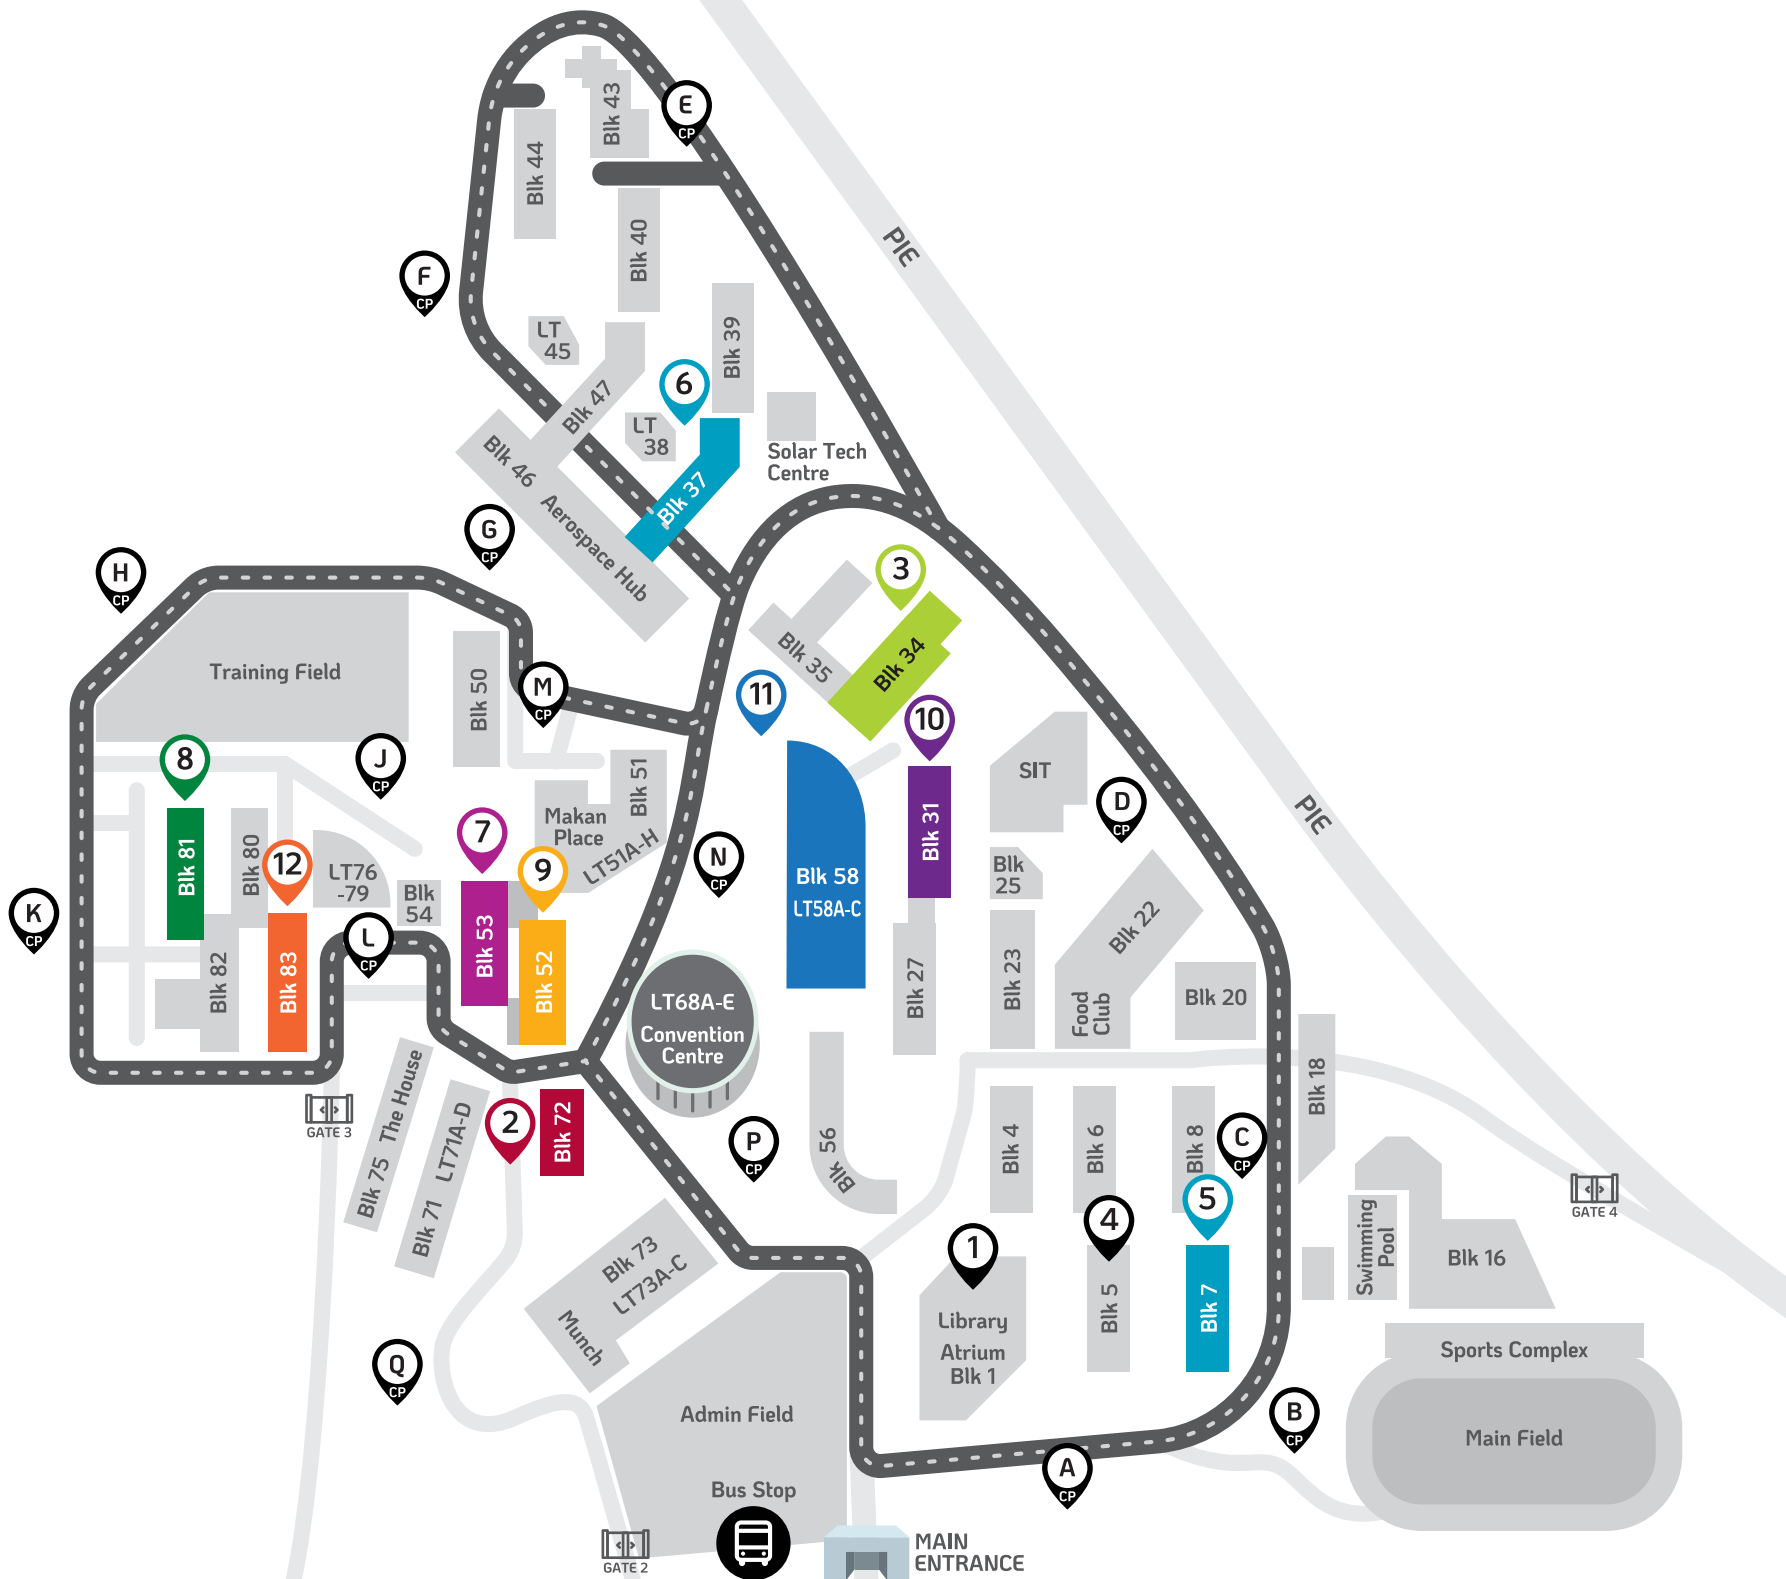 E
CP
Blk 43
Blk 44
Blk 40
PIE
F
CP
LT
45
Blk 39
6
Blk 47
LT
38
Solar Tech
Centre
Blk 46
Aerospace Hub
Blk 37
G
CP
H
CP
3
Blk 35
Blk 34
Training Field
Blk 50
M
CP
11
10
8
J
CP
Blk 51
SIT
D
CP
PIE
Makan
Place
LT51A-H
7
9
Blk 81
Blk 80
12
LT76
-79
Blk
54
N
CP
Blk 58
LT58A-C
Blk 31
Blk
25
K
CP
L
CP
Blk 53
Blk 52
Blk 82
Blk 83
LT68A-E
Convention
Centre
Blk 27
Blk 23
Blk 22
Food
Club
Blk 20
Blk 18
GATE 3
Blk 75 The House
Blk 71 LT71A-D
2
Blk 72
P
CP
Blk 56
Blk 4
Blk 6
Blk 8
C
CP
5
4
1
GATE 4
Swimming
Pool
Blk 16
Blk 73
LT73A-C
Munch
Library
Atrium
Blk 1
Blk 5
Blk 7
Q
CP
Admin Field
B
CP
Sports Complex
Main Field
A
CP
Bus Stop
GATE 2
MAIN
ENTRANCE